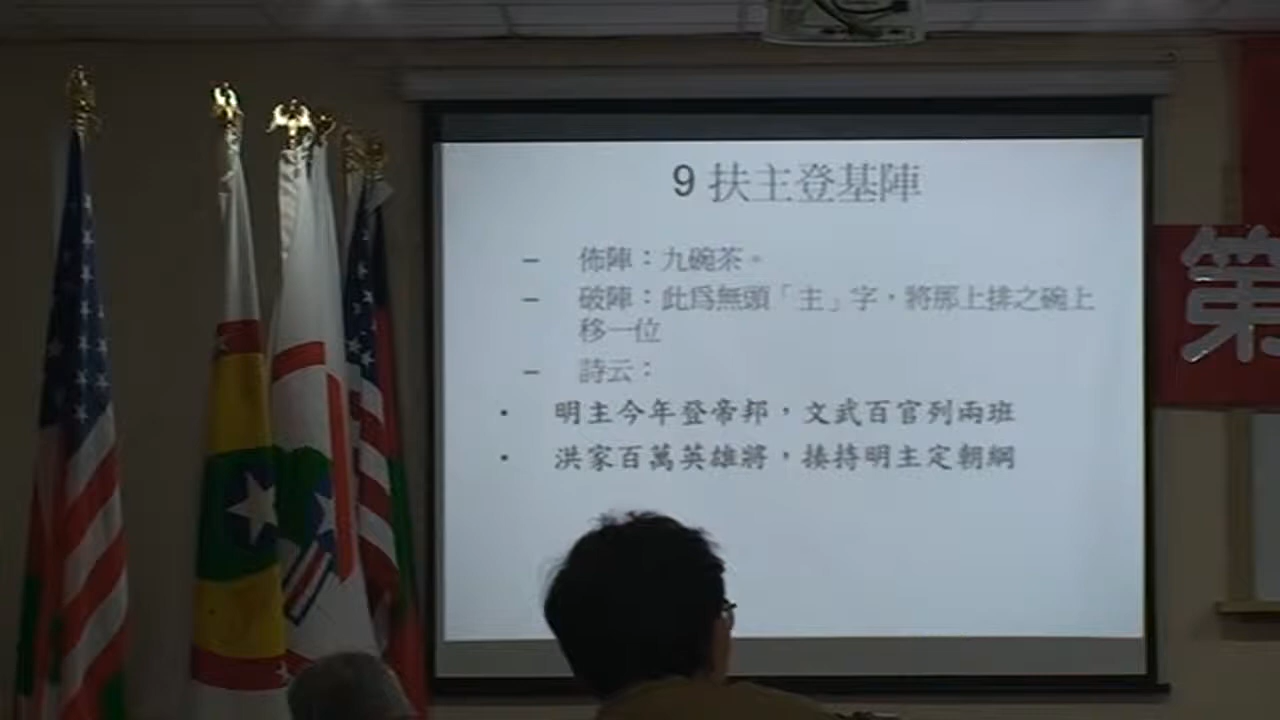 9 扶主登基陣
– 佈陣：九碗茶。
– 破陣：此爲無頭「主」字，將那上排之碗上
移一位
– 詩云：
• 明主今年登帝邦，文武百官列兩班
• 洪家百萬英雄將，接持明主定朝綱
第